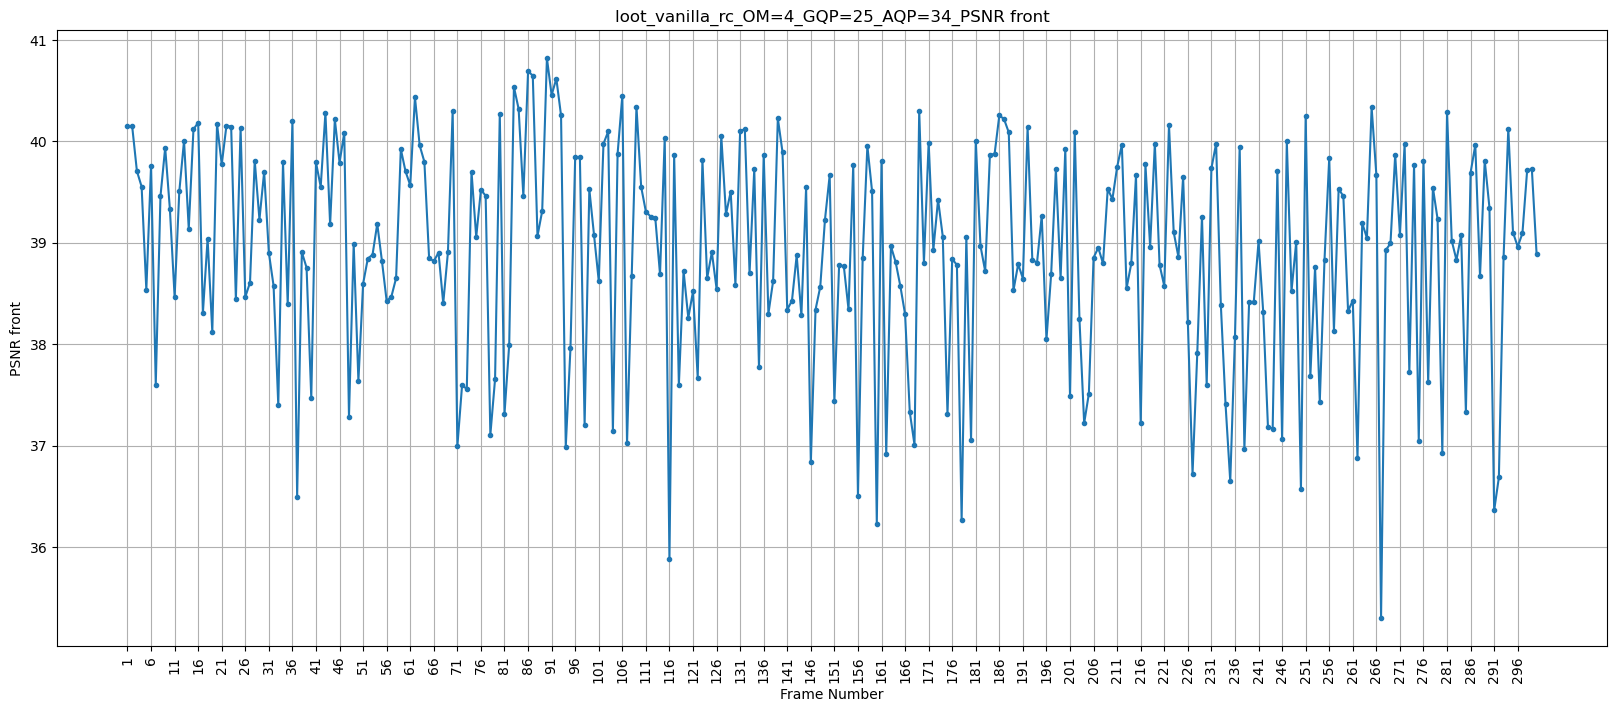 loot_vanilla_rc_OM=4_GQP=25_AQP=34_PSNR front
41
40
39
38
37
36
PSNR front
1 6 11 16 21 26 31 36 41 46 51 56 61 66 71 76 81 86 91 96 101 106 111 116 121 126 131 136 141 146 151 156 161 166 171 176 181 186 191 196 201 206 211 216 221 226 231 236 241 246 251 256 261 266 271 276 281 286 291 296
Frame Number